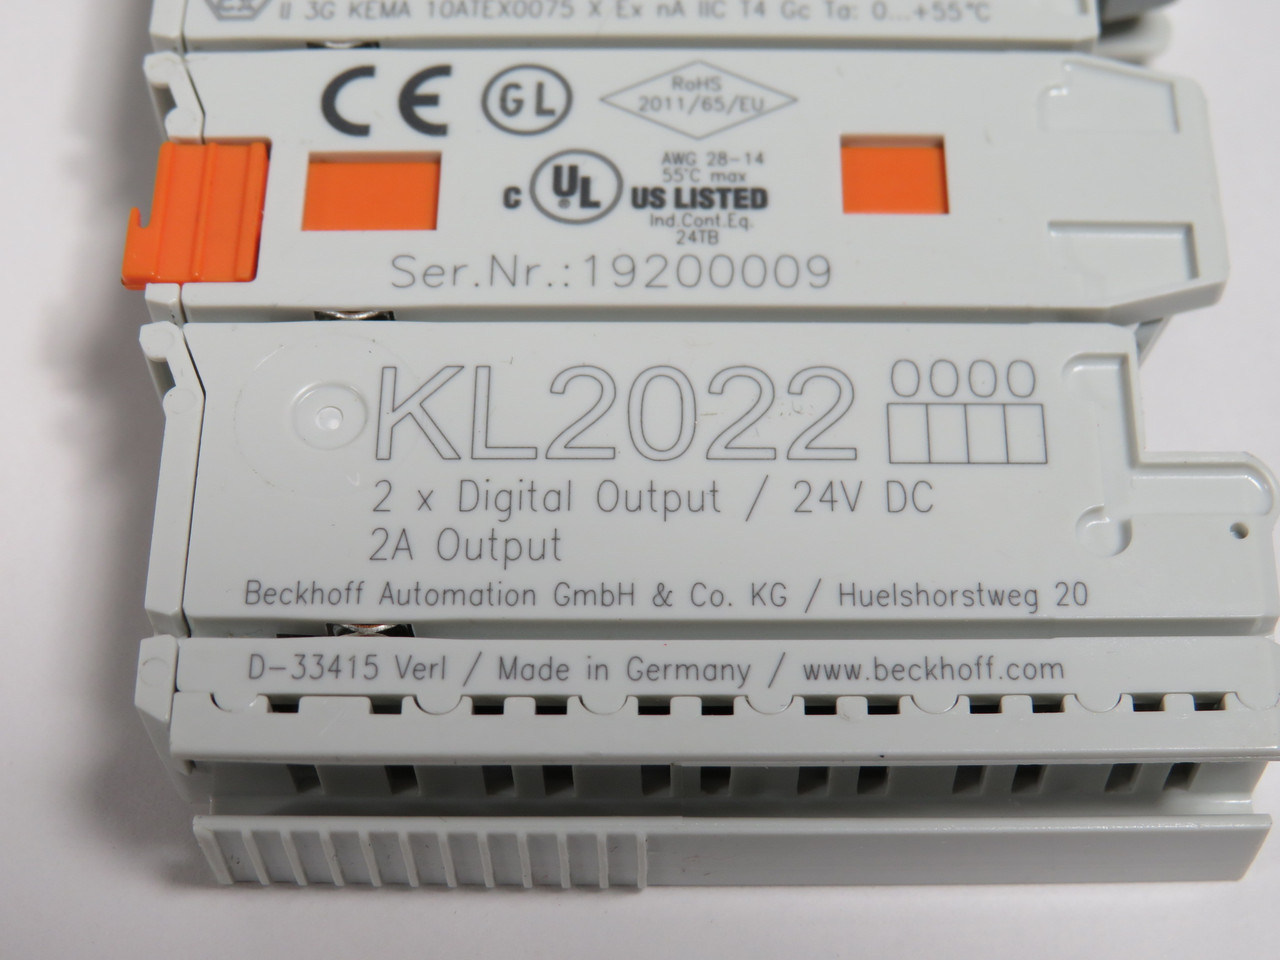 II 3G KEMA 10ATEX0075 X Ex nA IIC T4 Gc Ta: 0...+55°C
CE GL RoHS
2011/65/EU
AWG 28-14
55°C max
C UL ® US LISTED
Ind.Cont.Eq.
24TB
Ser.Nr.:19200009
KL2022 0000
2 x Digital Output / 24V DC
2A Output
Beckhoff Automation GmbH & Co. KG / Huelshorstweg 20
D-33415 Verl / Made in Germany / www.beckhoff.com